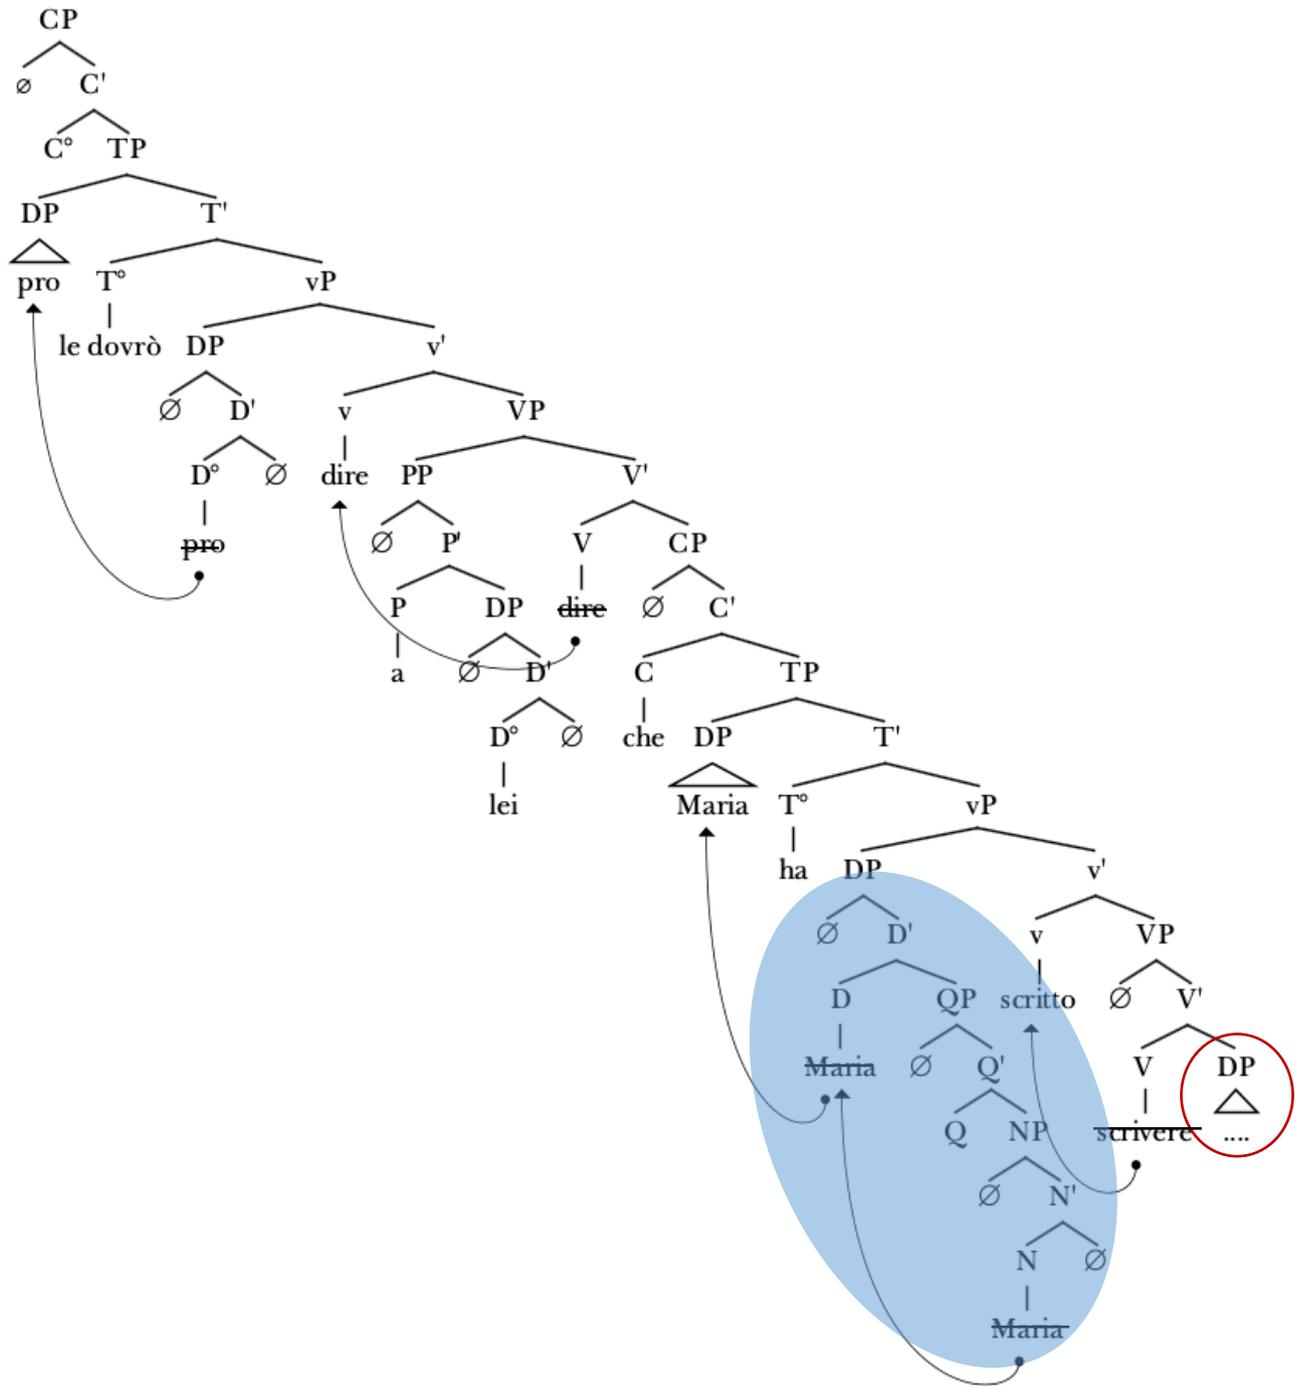 CP
∅ C'
C° TP
DP T'
pro T° vP
le dovrò DP v'
∅ D' v VP
D° ∅ dire PP V'
pro ∅ P' V CP
P DP dire ∅ C'
a ∅ D' C TP
D° ∅ che DP T'
lei Maria T° vP
ha DP v'
∅ D' v VP
D QP scritto ∅ V'
Maria ∅ Q' V DP
Q NP scrivere ....
∅ N'
N ∅
Maria